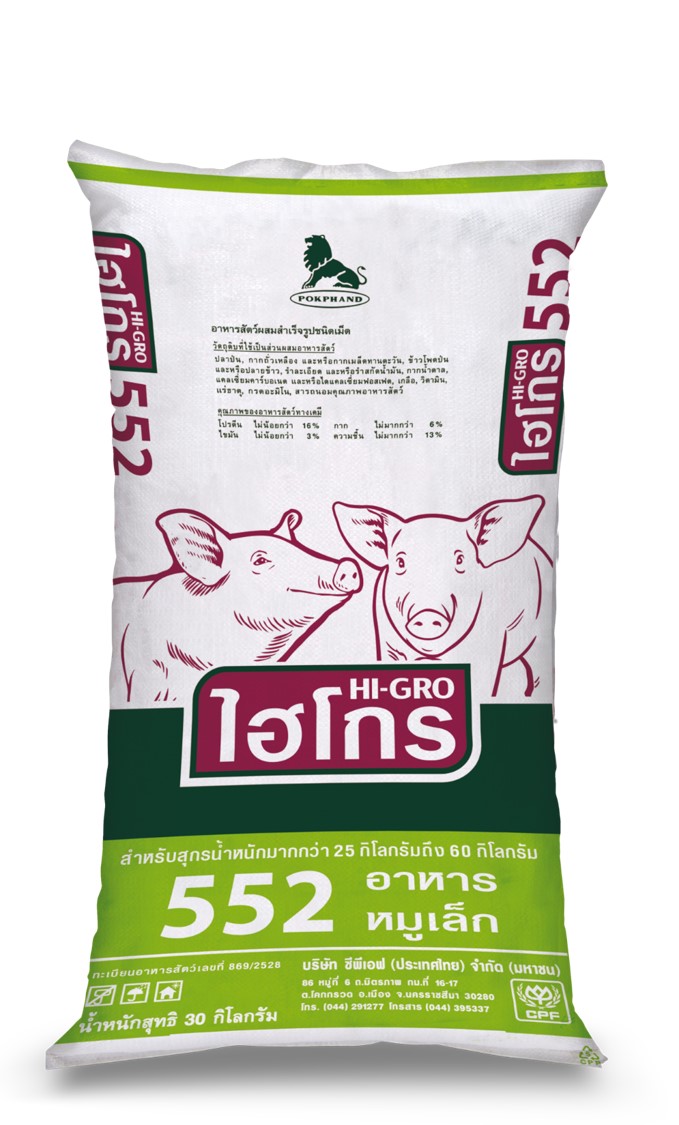 POKPHAND
อาหารสัตว์ผสมสำเร็จรูปชนิดเม็ด
วัตถุดิบที่ใช้เป็นส่วนผสมอาหารสัตว์
ปลาป่น, กากถั่วเหลือง และหรือกากเมล็ดทานตะวัน, ข้าวโพดป่น
และหรือปลายข้าว, รำละเอียด และหรือรำสกัดน้ำมัน, กากน้ำตาล,
แคลเซี่ยมคาร์บอเนต และหรือไดแคลเซี่ยมฟอสเฟต, เกลือ, วิตามิน,
แร่ธาตุ, กรดอะมิโน, สารถนอมคุณภาพอาหารสัตว์
คุณภาพของอาหารสัตว์ทางเคมี
โปรตีน ไม่น้อยกว่า 16% กาก ไม่มากกว่า 6%
ไขมัน ไม่น้อยกว่า 3% ความชื้น ไม่มากกว่า 13%
ไฮโกร HI-GRO 552
ไฮโกร HI-GRO 552
HI-GRO
ไฮโกร
สำหรับสุกรน้ำหนักมากกว่า 25 กิโลกรัมถึง 60 กิโลกรัม
552 อาหาร
หมูเล็ก
ทะเบียนอาหารสัตว์เลขที่ 869/2528
บริษัท ซีพีเอฟ (ประเทศไทย) จำกัด (มหาชน)
86 หมู่ที่ 6 ถ.มิตรภาพ กม.ที่ 16-17
ต.โคกกรวด อ.เมือง จ.นครราชสีมา 30280
โทร. (044) 291277 โทรสาร (044) 395337
CPF
น้ำหนักสุทธิ 30 กิโลกรัม